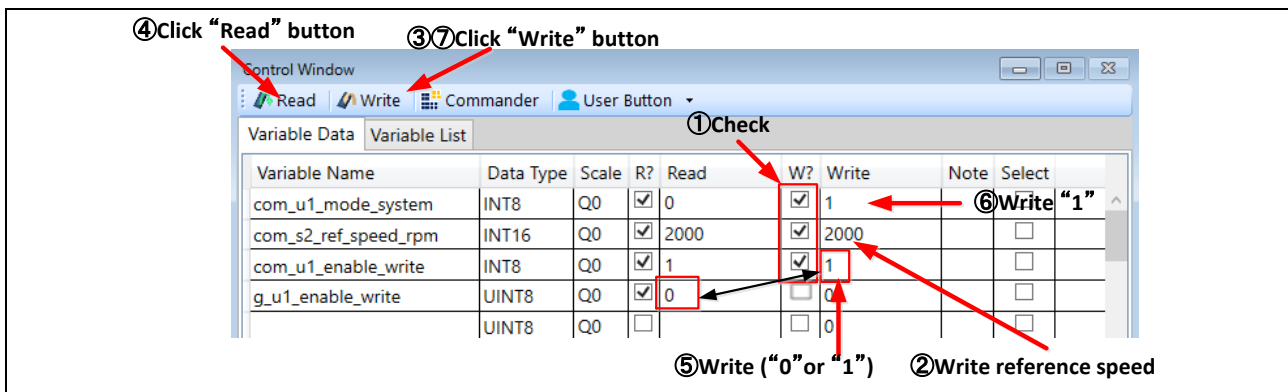 ④Click “Read” button
③⑦Click “Write” button
Control Window
Read Write Commander User Button
①Check
Variable Data Variable List
Variable Name Data Type Scale R? Read W? Write Note Select
com_u1_mode_system INT8 Q0 0 1 ⑥Write “1”
com_s2_ref_speed_rpm INT16 Q0 2000 2000
com_u1_enable_write INT8 Q0 1 1
g_u1_enable_write UINT8 Q0 0 0
UINT8 Q0 0
⑤Write (“0”or “1”) ②Write reference speed